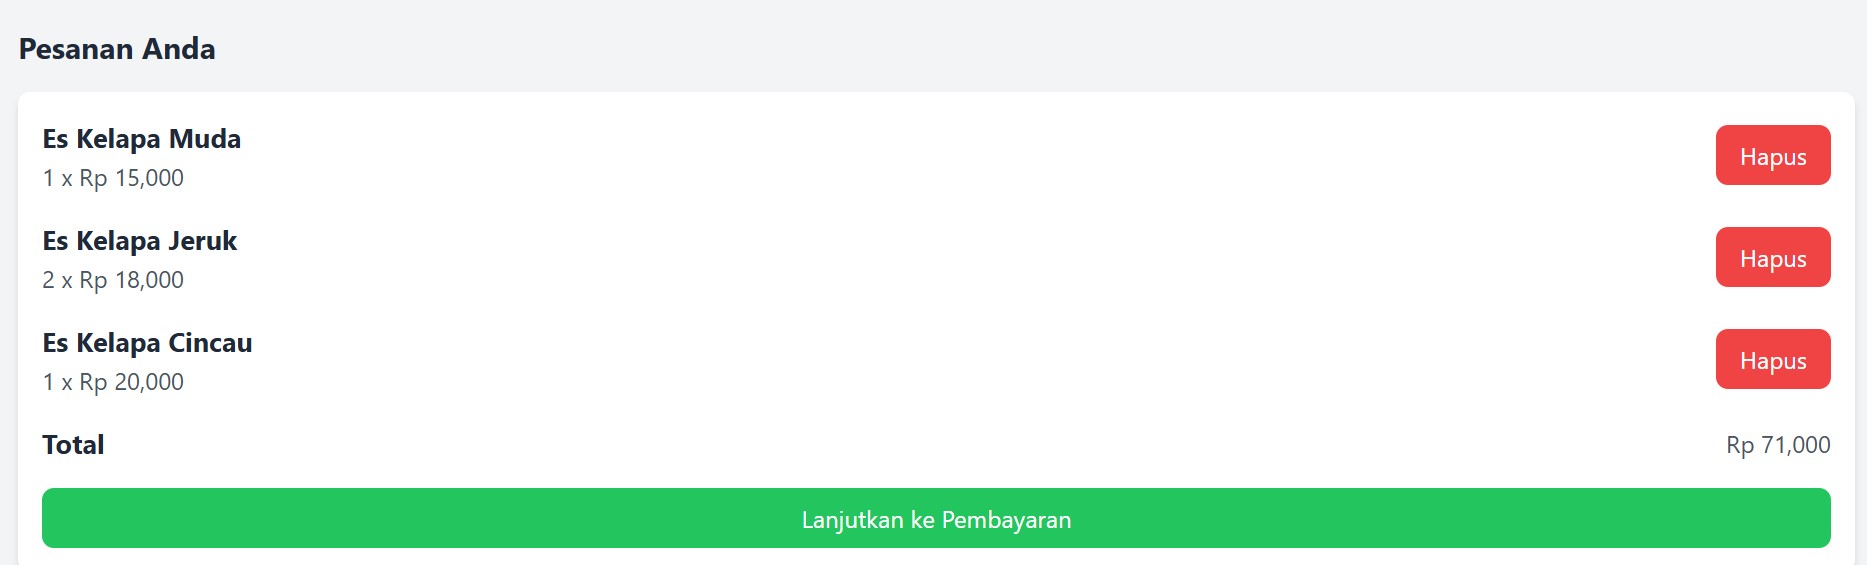 Pesanan Anda
Es Kelapa Muda
1 x Rp 15,000
Hapus
Es Kelapa Jeruk
2 x Rp 18,000
Hapus
Es Kelapa Cincau
1 x Rp 20,000
Hapus
Total
Rp 71,000
Lanjutkan ke Pembayaran